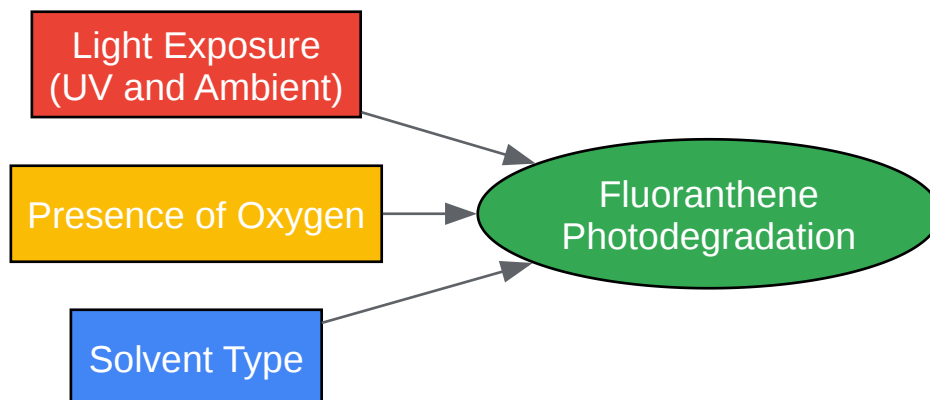 Light Exposure
(UV and Ambient)
Presence of Oxygen
Solvent Type
Fluoranthene
Photodegradation